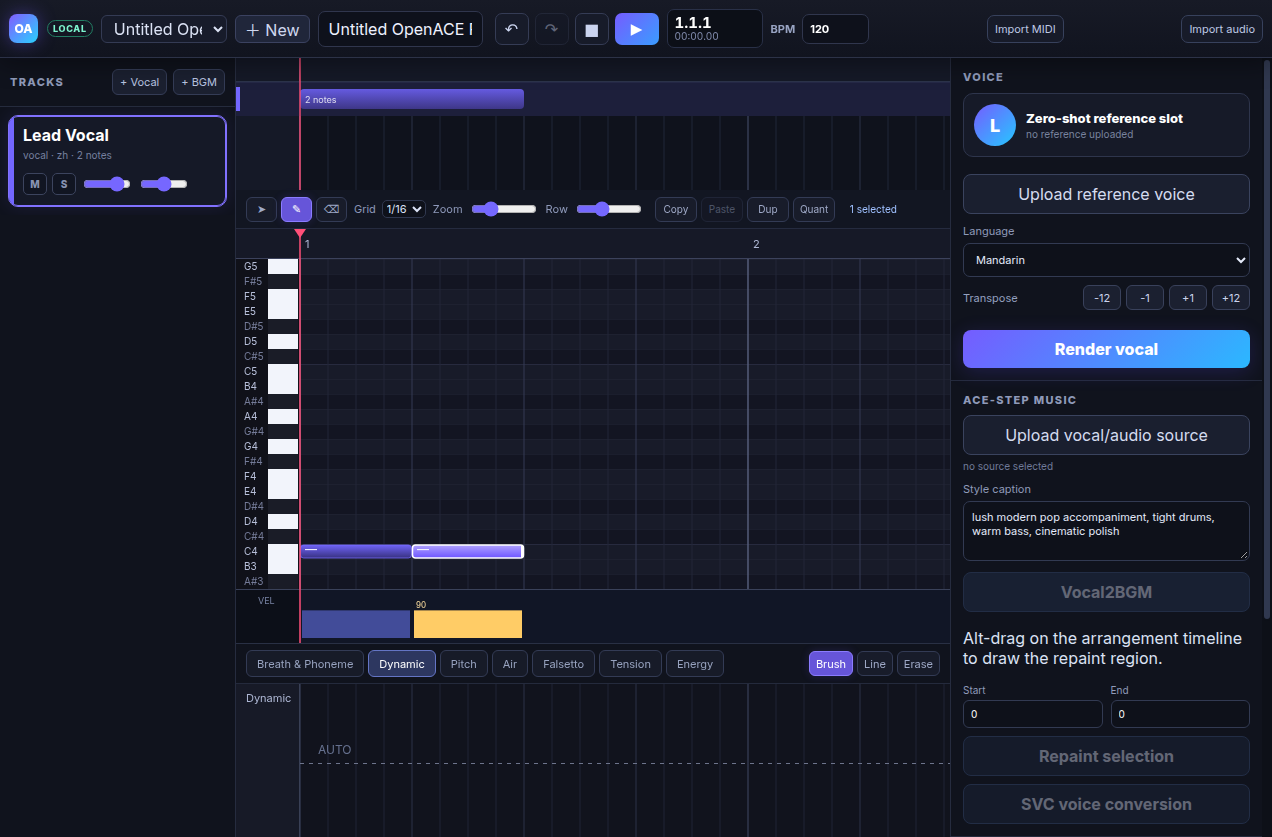 OA
LOCAL
Untitled Ope
+ New
Untitled OpenACE F
1.1.1
00:00.00
BPM
120
Import MIDI
Import audio
TRACKS
+ Vocal
+ BGM
Lead Vocal
vocal · zh · 2 notes
M
S
2 notes
Grid
1/16
Zoom
Row
Copy
Paste
Dup
Quant
1 selected
1
2
G5
F#5
F5
E5
D#5
D5
C#5
C5
B4
A#4
A4
G#4
G4
F#4
F4
E4
D#4
D4
C#4
C4
B3
A#3
VEL
90
Breath & Phoneme
Dynamic
Pitch
Air
Falsetto
Tension
Energy
Brush
Line
Erase
Dynamic
AUTO
VOICE
L
Zero-shot reference slot
no reference uploaded
Upload reference voice
Language
Mandarin
Transpose
-12
-1
+1
+12
Render vocal
ACE-STEP MUSIC
Upload vocal/audio source
no source selected
Style caption
lush modern pop accompaniment, tight drums,
warm bass, cinematic polish
Vocal2BGM
Alt-drag on the arrangement timeline
to draw the repaint region.
Start
End
0
0
Repaint selection
SVC voice conversion